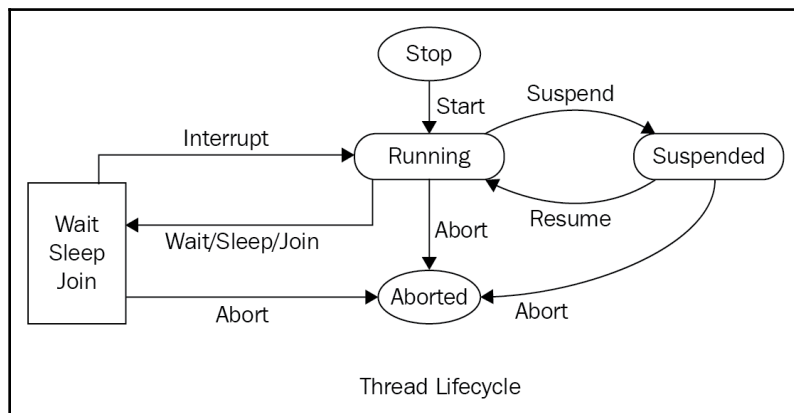 Stop
Start
Suspend
Interrupt
Running
Suspended
Wait
Sleep
Join
Wait/Sleep/Join
Abort
Resume
Abort
Aborted
Abort
Thread Lifecycle